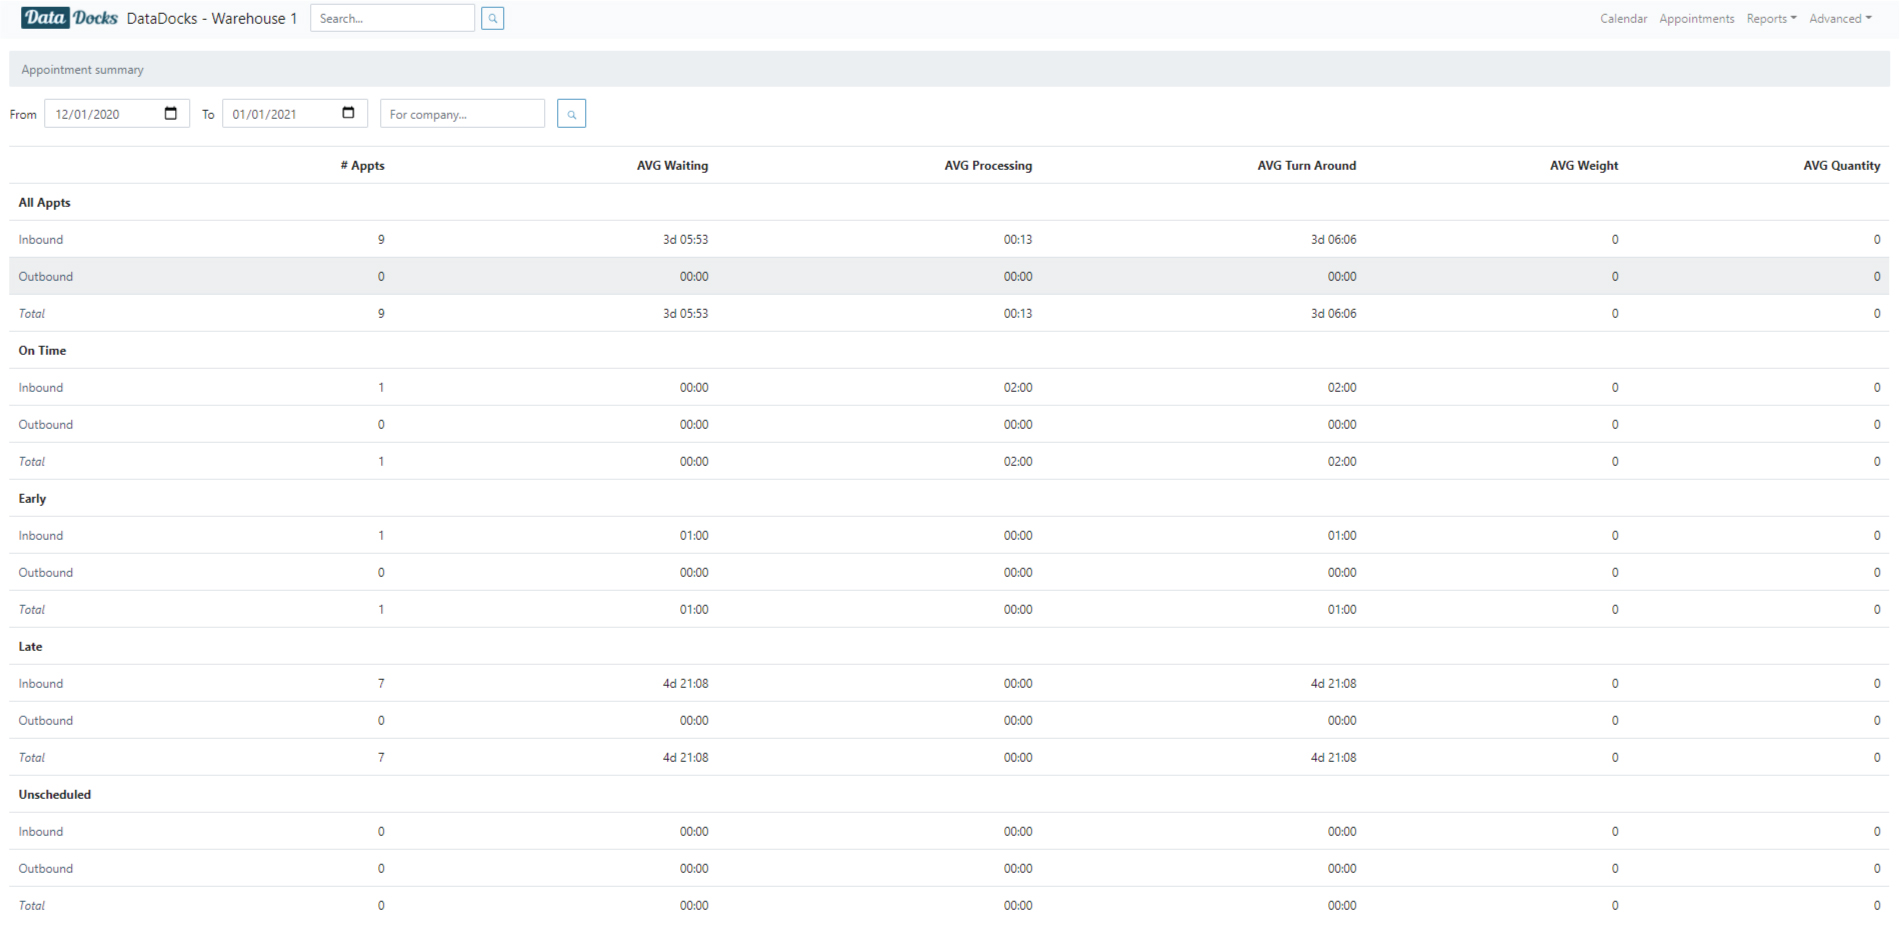 Data Docks DataDocks - Warehouse 1 Search... Calendar Appointments Reports Advanced
Appointment summary
From 12/01/2020 To 01/01/2021 For company...
# Appts AVG Waiting AVG Processing AVG Turn Around AVG Weight AVG Quantity
All Appts
Inbound 9 3d 05:53 00:13 3d 06:06 0 0
Outbound 0 00:00 00:00 00:00 0 0
Total 9 3d 05:53 00:13 3d 06:06 0 0
On Time
Inbound 1 00:00 02:00 02:00 0 0
Outbound 0 00:00 00:00 00:00 0 0
Total 1 00:00 02:00 02:00 0 0
Early
Inbound 1 01:00 00:00 01:00 0 0
Outbound 0 00:00 00:00 00:00 0 0
Total 1 01:00 00:00 01:00 0 0
Late
Inbound 7 4d 21:08 00:00 4d 21:08 0 0
Outbound 0 00:00 00:00 00:00 0 0
Total 7 4d 21:08 00:00 4d 21:08 0 0
Unscheduled
Inbound 0 00:00 00:00 00:00 0 0
Outbound 0 00:00 00:00 00:00 0 0
Total 0 00:00 00:00 00:00 0 0